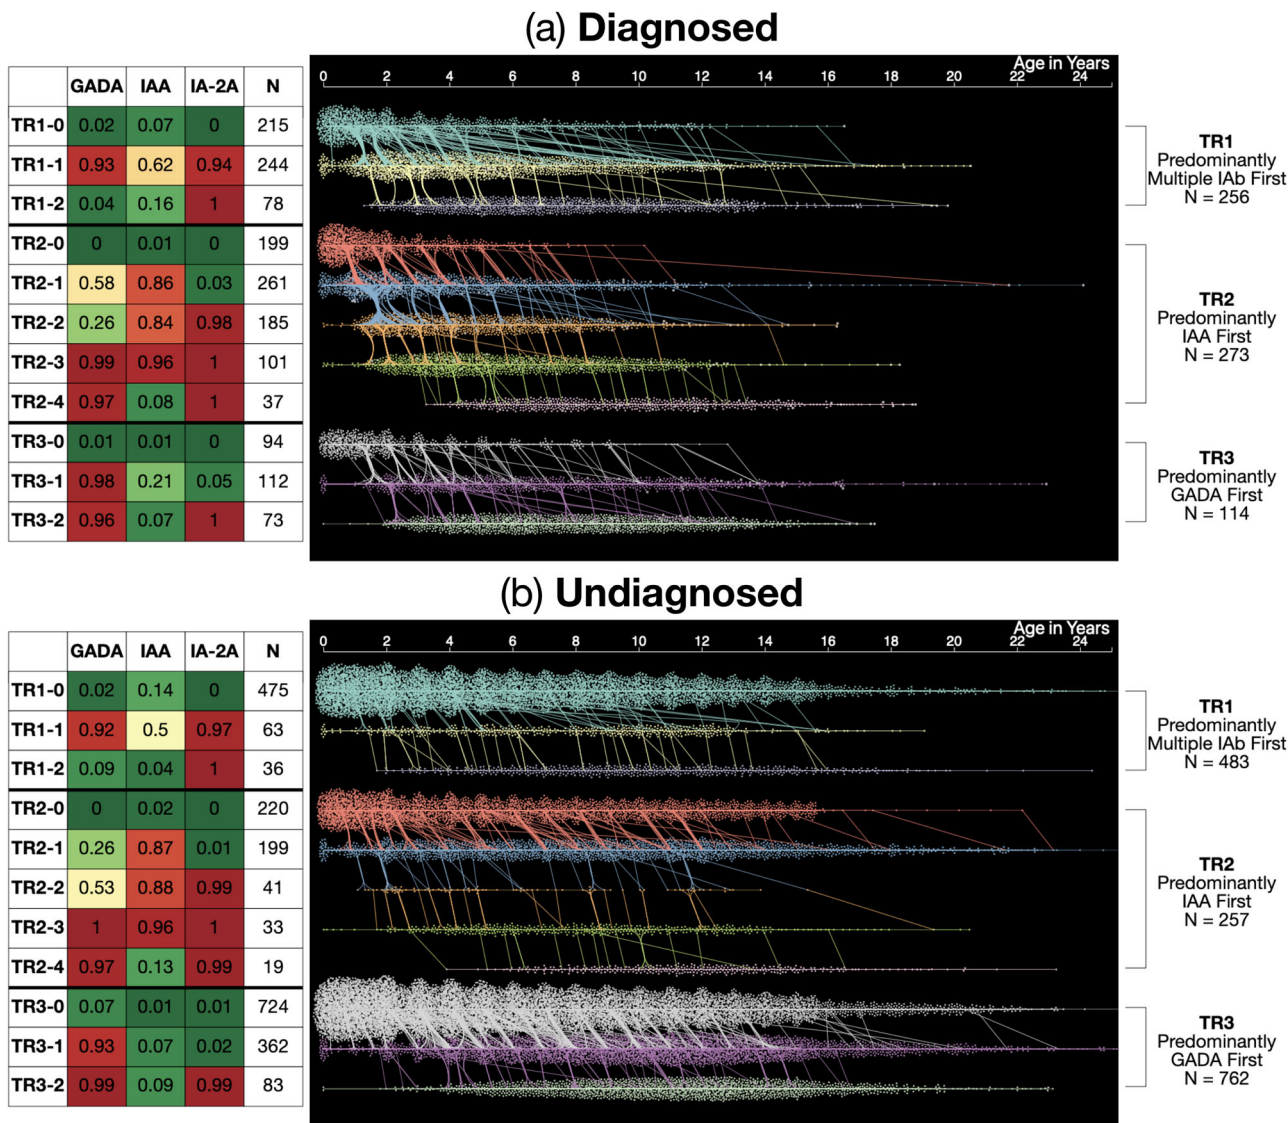 (a) Diagnosed
GADA IAA IA-2A N
TR1-0 0.02 0.07 0 215
TR1-1 0.93 0.62 0.94 244
TR1-2 0.04 0.16 1 78
TR2-0 0 0.01 0 199
TR2-1 0.58 0.86 0.03 261
TR2-2 0.26 0.84 0.98 185
TR2-3 0.99 0.96 1 101
TR2-4 0.97 0.08 1 37
TR3-0 0.01 0.01 0 94
TR3-1 0.98 0.21 0.05 112
TR3-2 0.96 0.07 1 73
Age in Years
0 2 4 6 8 10 12 14 16 18 20 22 24
TR1
Predominantly
Multiple IAb First
N = 256
TR2
Predominantly
IAA First
N = 273
TR3
Predominantly
GADA First
N = 114
(b) Undiagnosed
GADA IAA IA-2A N
TR1-0 0.02 0.14 0 475
TR1-1 0.92 0.5 0.97 63
TR1-2 0.09 0.04 1 36
TR2-0 0 0.02 0 220
TR2-1 0.26 0.87 0.01 199
TR2-2 0.53 0.88 0.99 41
TR2-3 1 0.96 1 33
TR2-4 0.97 0.13 0.99 19
TR3-0 0.07 0.01 0.01 724
TR3-1 0.93 0.07 0.02 362
TR3-2 0.99 0.09 0.99 83
Age in Years
0 2 4 6 8 10 12 14 16 18 20 22 24
TR1
Predominantly
Multiple IAb First
N = 483
TR2
Predominantly
IAA First
N = 257
TR3
Predominantly
GADA First
N = 762